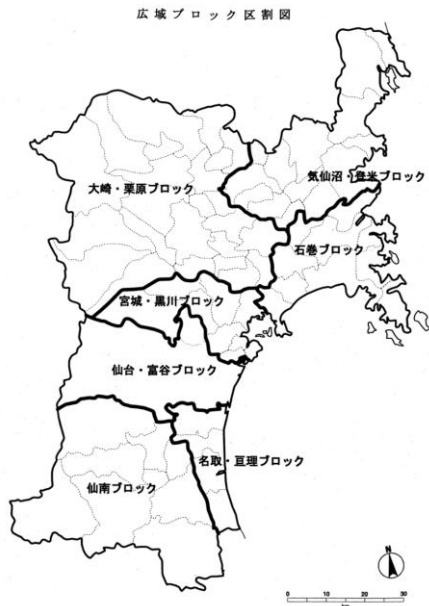 広域ブロック区割図
気仙沼・登米ブロック
大崎・栗原ブロック
石巻ブロック
宮城・黒川ブロック
仙台・富谷ブロック
名取・亘理ブロック
仙南ブロック
N
0 10 20 30
km